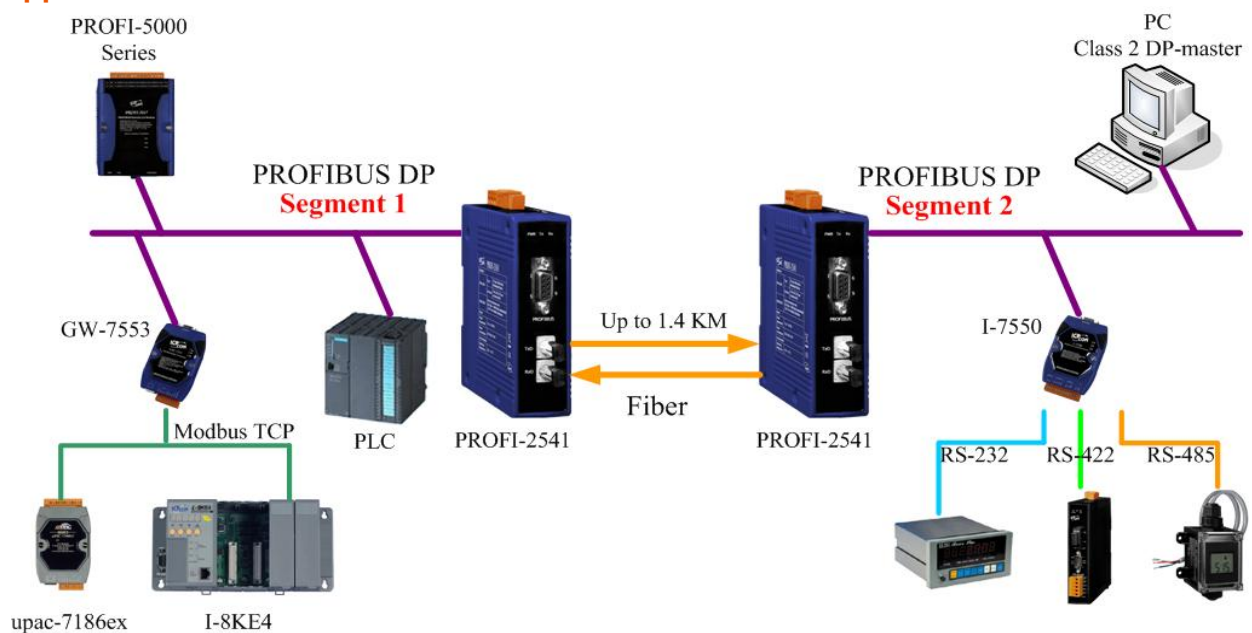 PROFI-5000
Series
PC
Class 2 DP-master
PROFIBUS DP
Segment 1
PROFIBUS DP
Segment 2
GW-7553
Up to 1.4 KM
I-7550
Fiber
Modbus TCP
PLC
PROFI-2541
PROFI-2541
RS-232
RS-422
RS-485
upac-7186ex
I-8KE4
PROFIBUS
PROFIBUS